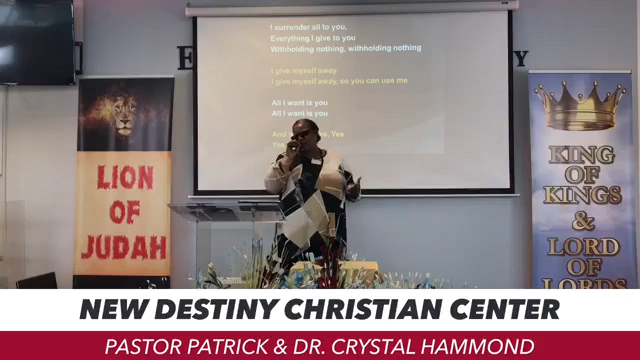 I surrender all to you,
Everything I give to you
Withholding nothing, withholding nothing
I give myself away
I give myself away, so you can use me
All I want is you
All I want is you
Yes, Yes
LION
OF
JUDAH
KING
OF
KINGS
&
LORD
OF
LORDS
NEW DESTINY CHRISTIAN CENTER
PASTOR PATRICK & DR. CRYSTAL HAMMOND